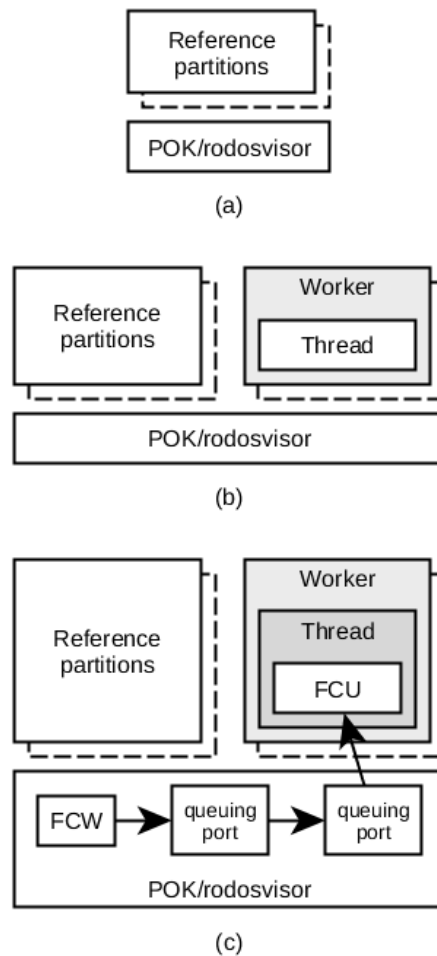 Reference
partitions
POK/rodosvisor
(a)
Reference
partitions
Worker
Thread
POK/rodosvisor
(b)
Reference
partitions
Worker
Thread
FCU
FCW
queuing
port
queuing
port
POK/rodosvisor
(c)